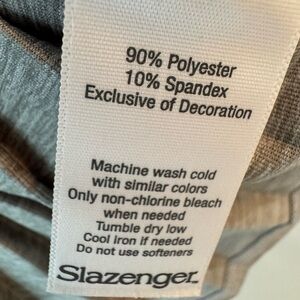 90% Polyester
10% Spandex
Exclusive of Decoration
Machine wash cold
with similar colors
Only non-chlorine bleach
when needed
Tumble dry low
Cool iron if needed
Do not use softeners
Slazenger